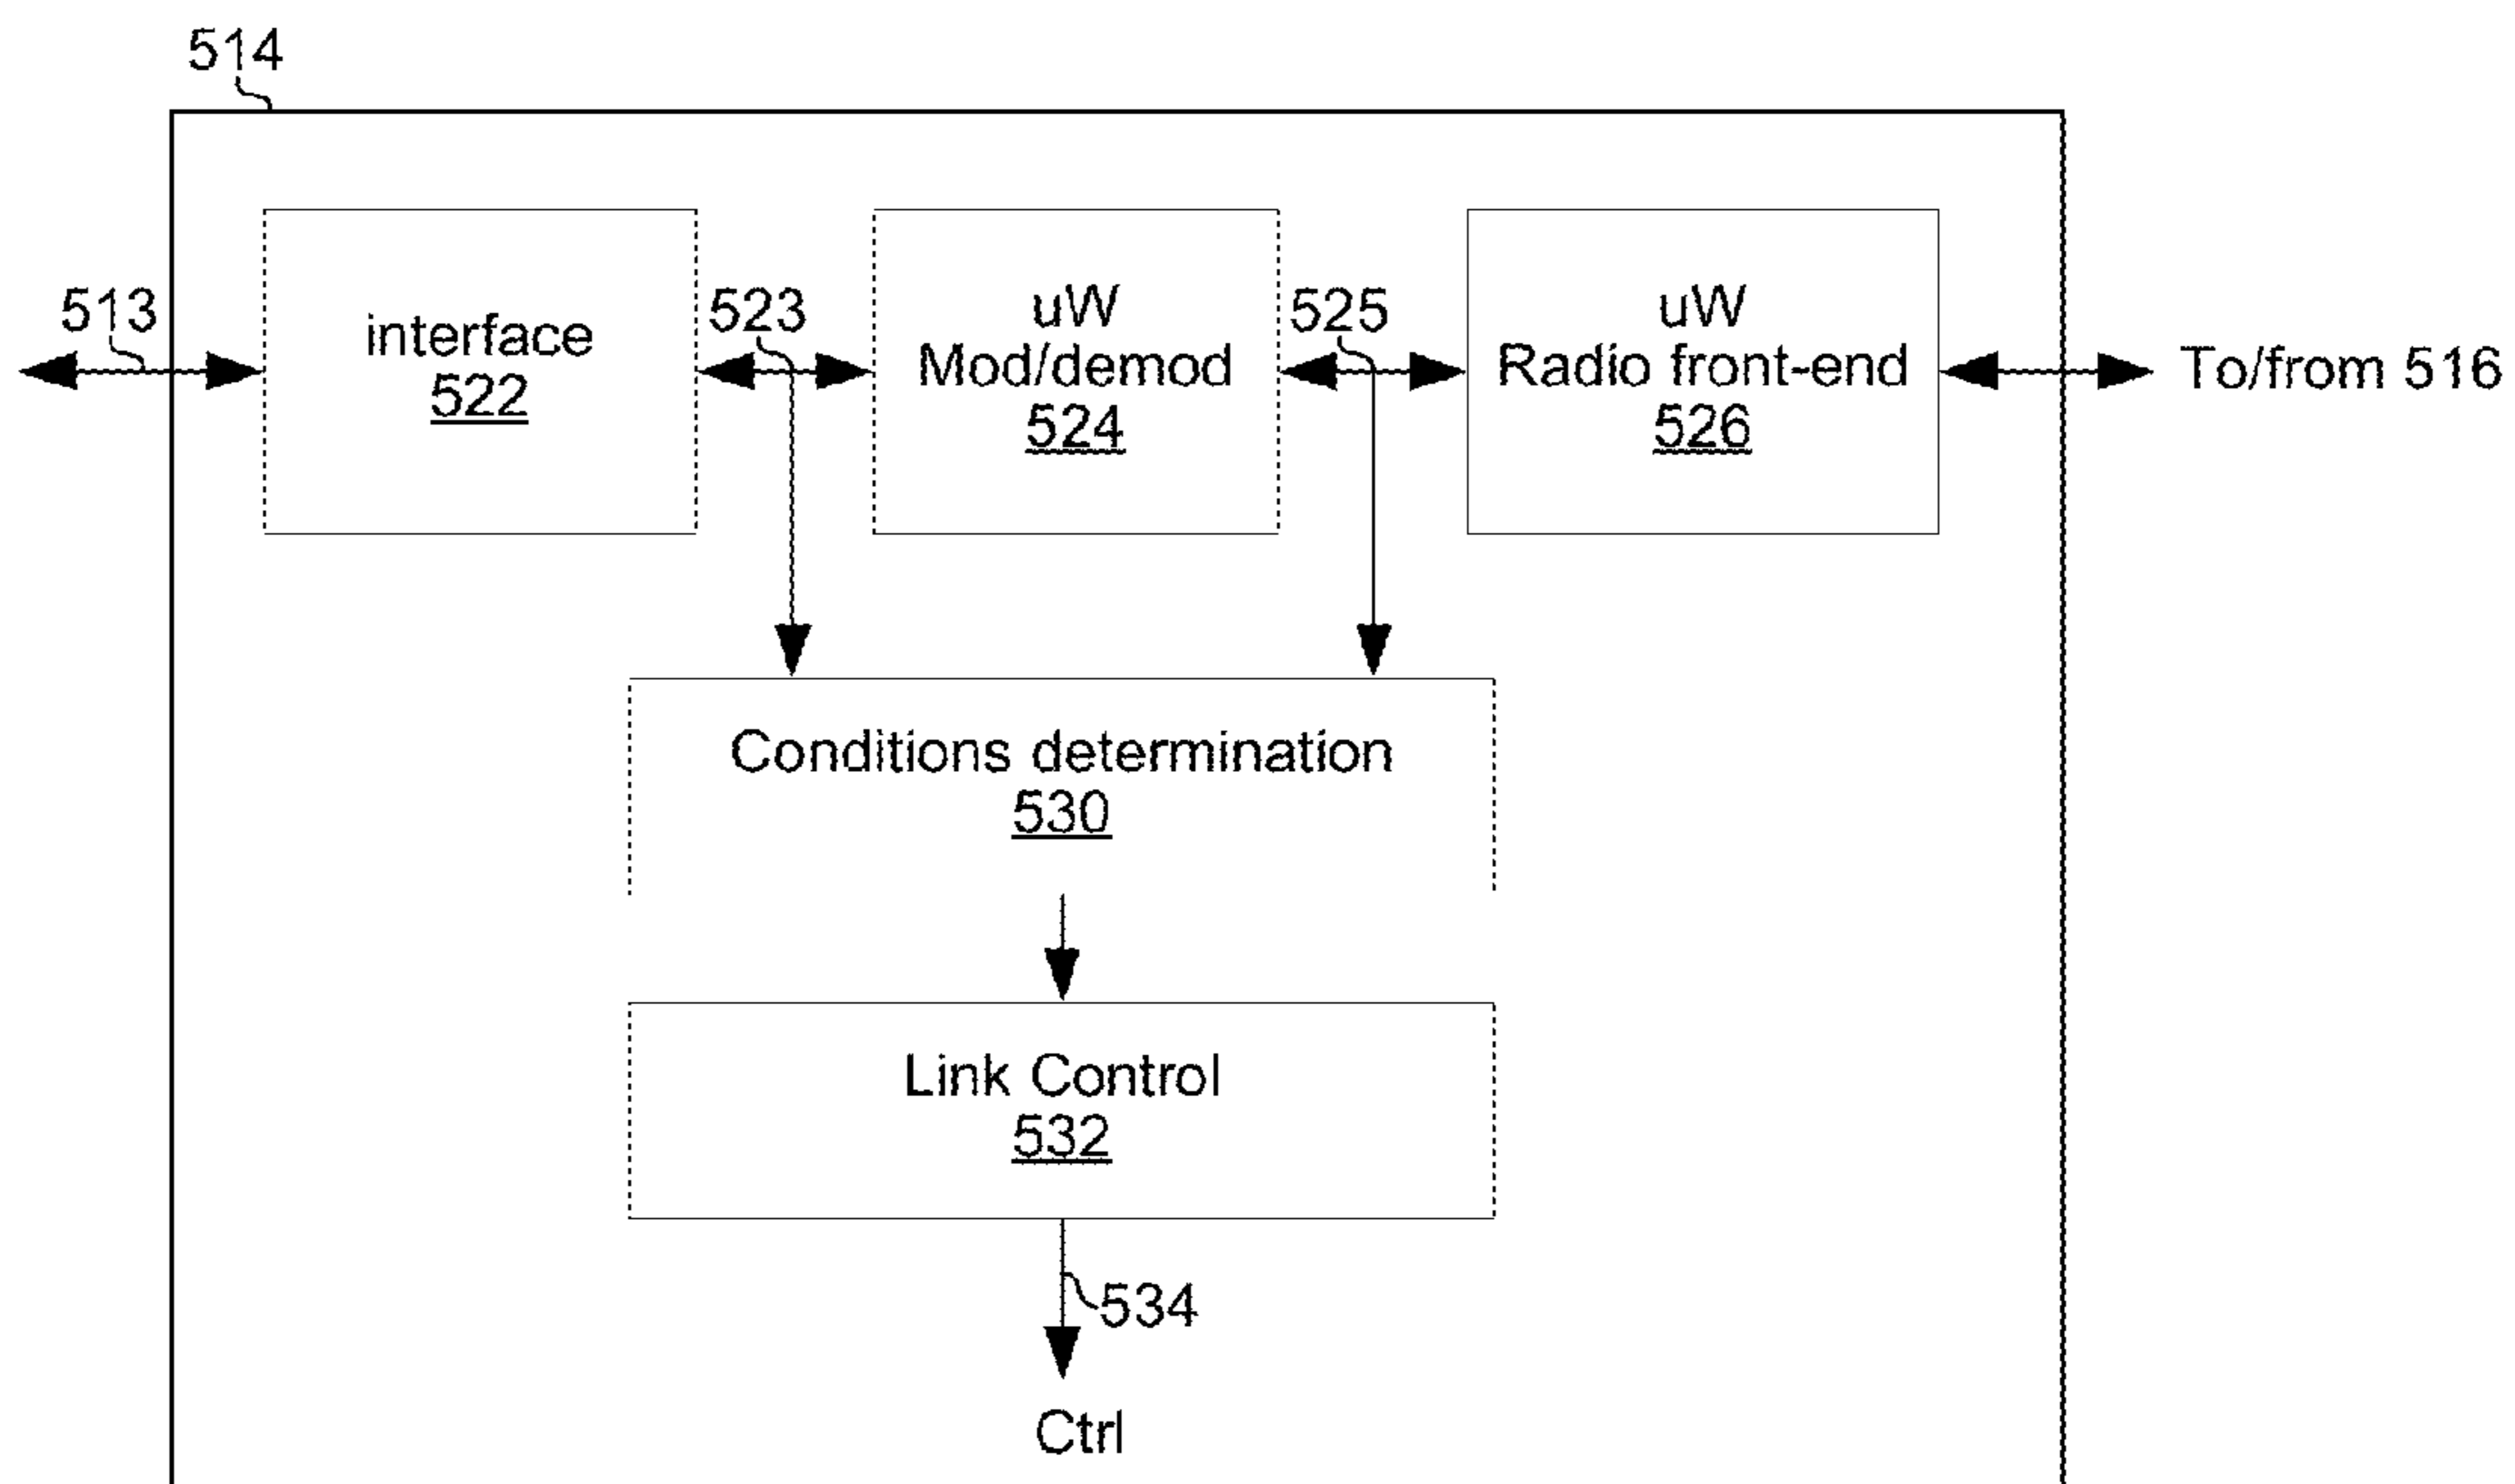 514
513
interface
522
523
uW
Mod/demod
524
525
uW
Radio front-end
526
To/from 516
Conditions determination
530
Link Control
532
534
Ctrl